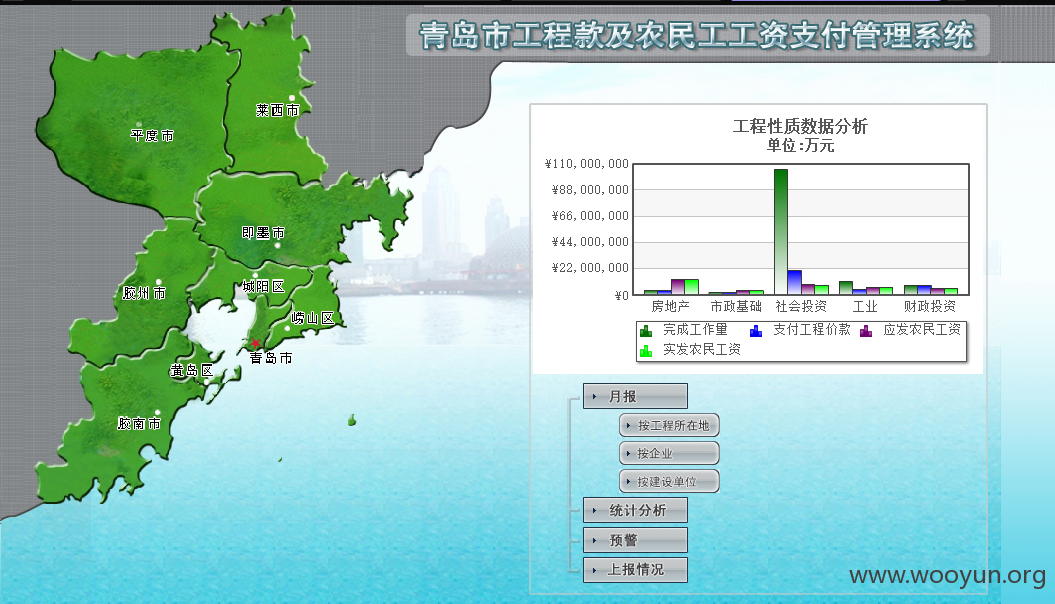 青岛市工程款及农民工工资支付管理系统
莱西市
平度市
即墨市
城阳区
胶州市
崂山区
青岛市
黄岛区
胶南市
工程性质数据分析
单位:万元
¥110,000,000
¥88,000,000
¥66,000,000
¥44,000,000
¥22,000,000
¥0
房地产 市政基础 社会投资 工业 财政投资
完成工作量 支付工程价款 应发农民工资
实发农民工资
月报
按工程所在地
按企业
按建设单位
统计分析
预警
上报情况
www.wooyun.org